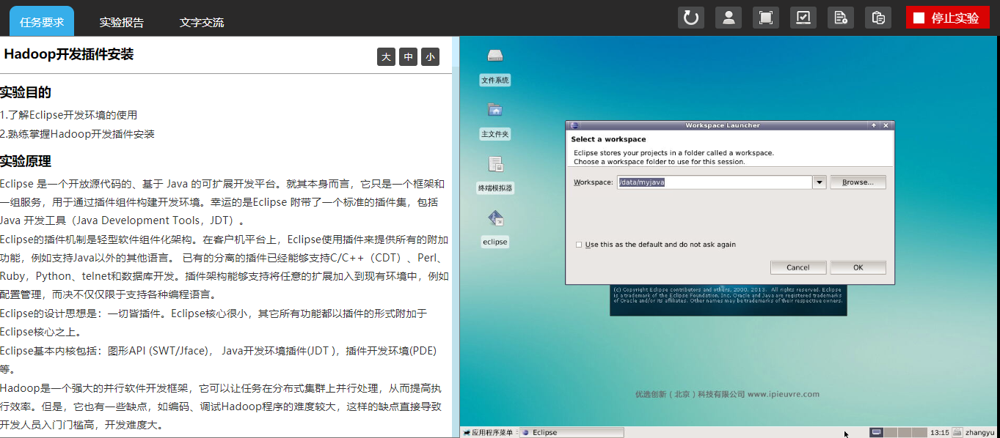 任务要求
实验报告
文字交流
停止实验
Hadoop开发插件安装
大
中
小
实验目的
1.了解Eclipse开发环境的使用
2.熟练掌握Hadoop开发插件安装
实验原理
Eclipse 是一个开放源代码的、基于 Java 的可扩展开发平台。就其本身而言，它只是一个框架和
一组服务，用于通过插件组件构建开发环境。幸运的是Eclipse 附带了一个标准的插件集，包括
Java 开发工具（Java Development Tools，JDT）。
Eclipse的插件机制是轻型软件组件化架构。在客户机平台上，Eclipse使用插件来提供所有的附加
功能，例如支持Java以外的其他语言。 已有的分离的插件已经能够支持C/C++（CDT）、Perl、
Ruby，Python、telnet和数据库开发。插件架构能够支持将任意的扩展加入到现有环境中，例如
配置管理，而决不仅仅限于支持各种编程语言。
Eclipse的设计思想是：一切皆插件。Eclipse核心很小，其它所有功能都以插件的形式附加于
Eclipse核心之上。
Eclipse基本内核包括：图形API (SWT/Jface)， Java开发环境插件(JDT )，插件开发环境(PDE)
等。
Hadoop是一个强大的并行软件开发框架，它可以让任务在分布式集群上并行处理，从而提高执
行效率。但是，它也有一些缺点，如编码、调试Hadoop程序的难度较大，这样的缺点直接导致
开发人员入门门槛高，开发难度大。
文件系统
主文件夹
终端模拟器
eclipse
Workspace Launcher
Select a workspace
Eclipse stores your projects in a folder called a workspace.
Choose a workspace folder to use for this session.
Workspace:
/data/myjava
Browse...
Use this as the default and do not ask again
Cancel
OK
(c) Copyright Eclipse contributors and others, 2000, 2013. All rights reserved. Eclipse
is a trademark of the Eclipse Foundation, Inc. Oracle and Java are registered trademarks
of Oracle and/or its affiliates. Other names may be trademarks of their respective owners.
优选创新（北京）科技有限公司 www.ipieuvre.com
应用程序菜单
Eclipse
13:15
zhangyu